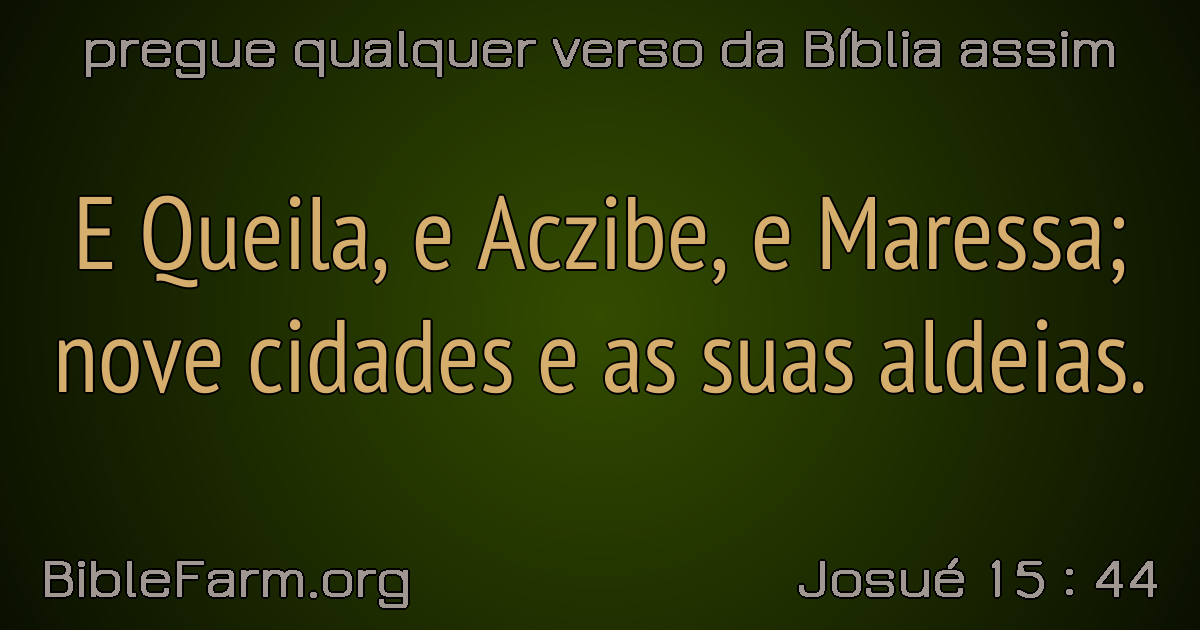 pregue qualquer verso da Bíblia assim
E Queila, e Aczibe, e Maressa;
nove cidades e as suas aldeias.
BibleFarm.org
Josué 15 : 44